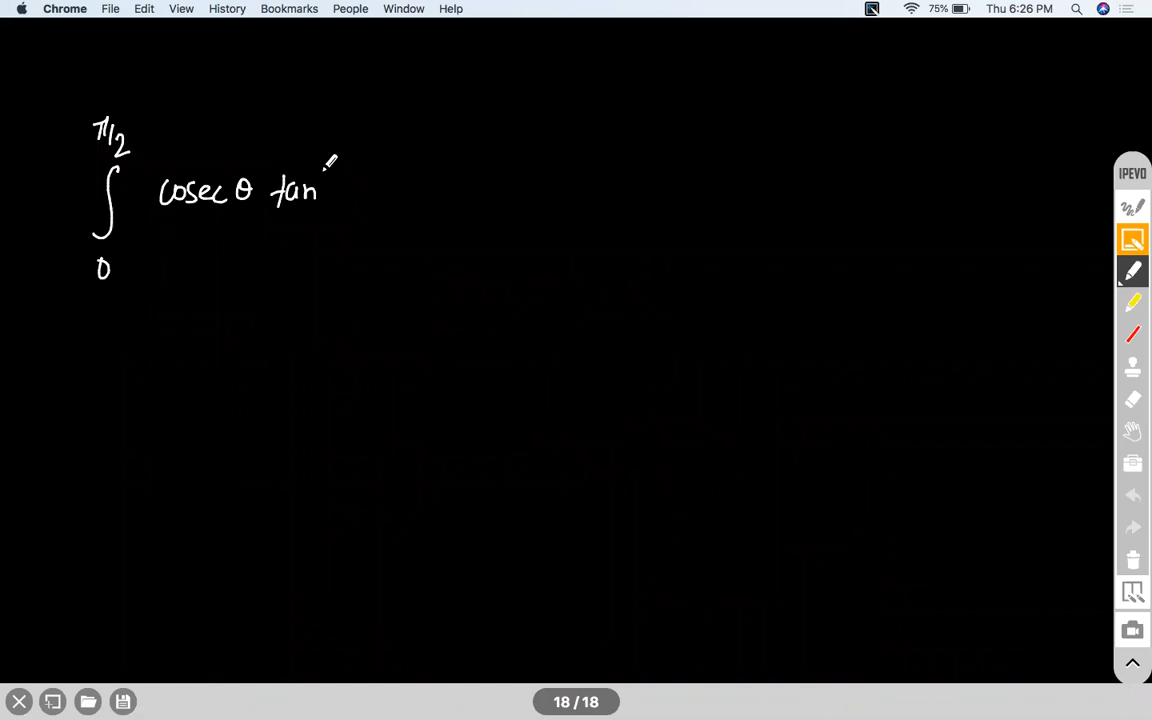 Chrome File Edit View History Bookmarks People Window Help 75% Thu 6:26 PM
π/2
∫ cosec θ tan
0
IPEVO
18 / 18